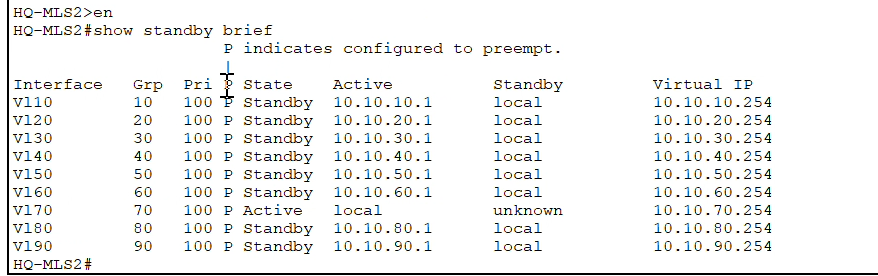 HQ-MLS2>en
HQ-MLS2#show standby brief
P indicates configured to preempt.
|
Interface Grp Pri P State Active Standby Virtual IP
Vl10 10 100 P Standby 10.10.10.1 local 10.10.10.254
Vl20 20 100 P Standby 10.10.20.1 local 10.10.20.254
Vl30 30 100 P Standby 10.10.30.1 local 10.10.30.254
Vl40 40 100 P Standby 10.10.40.1 local 10.10.40.254
Vl50 50 100 P Standby 10.10.50.1 local 10.10.50.254
Vl60 60 100 P Standby 10.10.60.1 local 10.10.60.254
Vl70 70 100 P Active local unknown 10.10.70.254
Vl80 80 100 P Standby 10.10.80.1 local 10.10.80.254
Vl90 90 100 P Standby 10.10.90.1 local 10.10.90.254
HQ-MLS2#